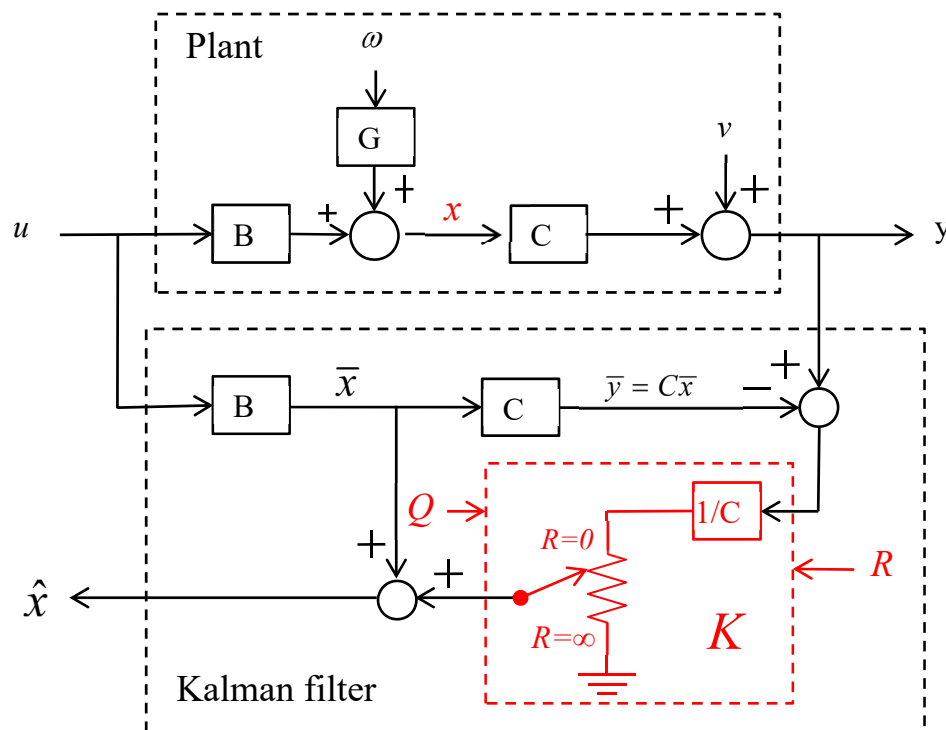 Plant
ω
G
v
u
B
+
+
x
C
+
+
y
B
x̄
C
ȳ = Cx̄
−
+
Q
1/C
R=0
R
+
+
x̂
R=∞
K
Kalman filter